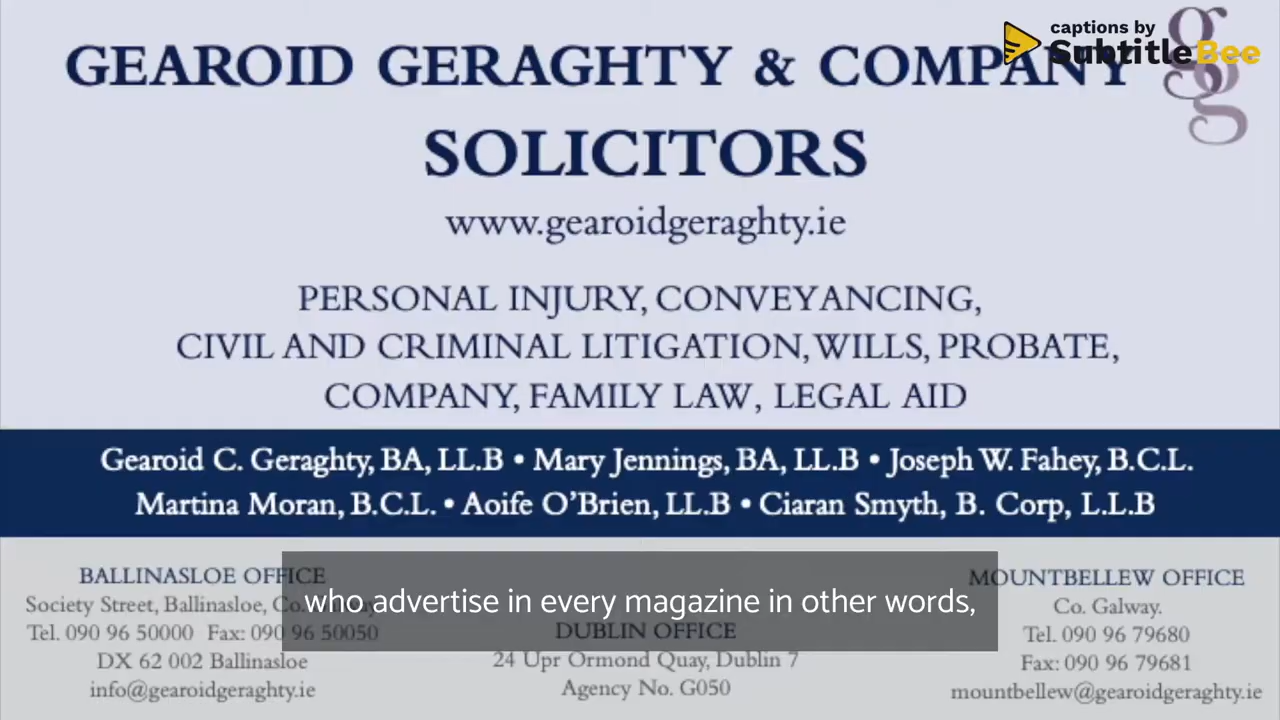 captions by
SubtitleBee
GEAROID GERAGHTY & COMPANY
SOLICITORS
www.gearoidgeraghty.ie
PERSONAL INJURY, CONVEYANCING,
CIVIL AND CRIMINAL LITIGATION, WILLS, PROBATE,
COMPANY, FAMILY LAW, LEGAL AID
Gearoid C. Geraghty, BA, LL.B • Mary Jennings, BA, LL.B • Joseph W. Fahey, B.C.L.
Martina Moran, B.C.L. • Aoife O'Brien, LL.B • Ciaran Smyth, B. Corp, L.L.B
BALLINASLOE OFFICE
Society Street, Ballinasloe, Co.
Tel. 090 96 50000 Fax: 090 96 50050
DX 62 002 Ballinasloe
info@gearoidgeraghty.ie
who advertise in every magazine in other words,
DUBLIN OFFICE
24 Upr Ormond Quay, Dublin 7
Agency No. G050
MOUNTBELLEW OFFICE
Co. Galway.
Tel. 090 96 79680
Fax: 090 96 79681
mountbellew@gearoidgeraghty.ie